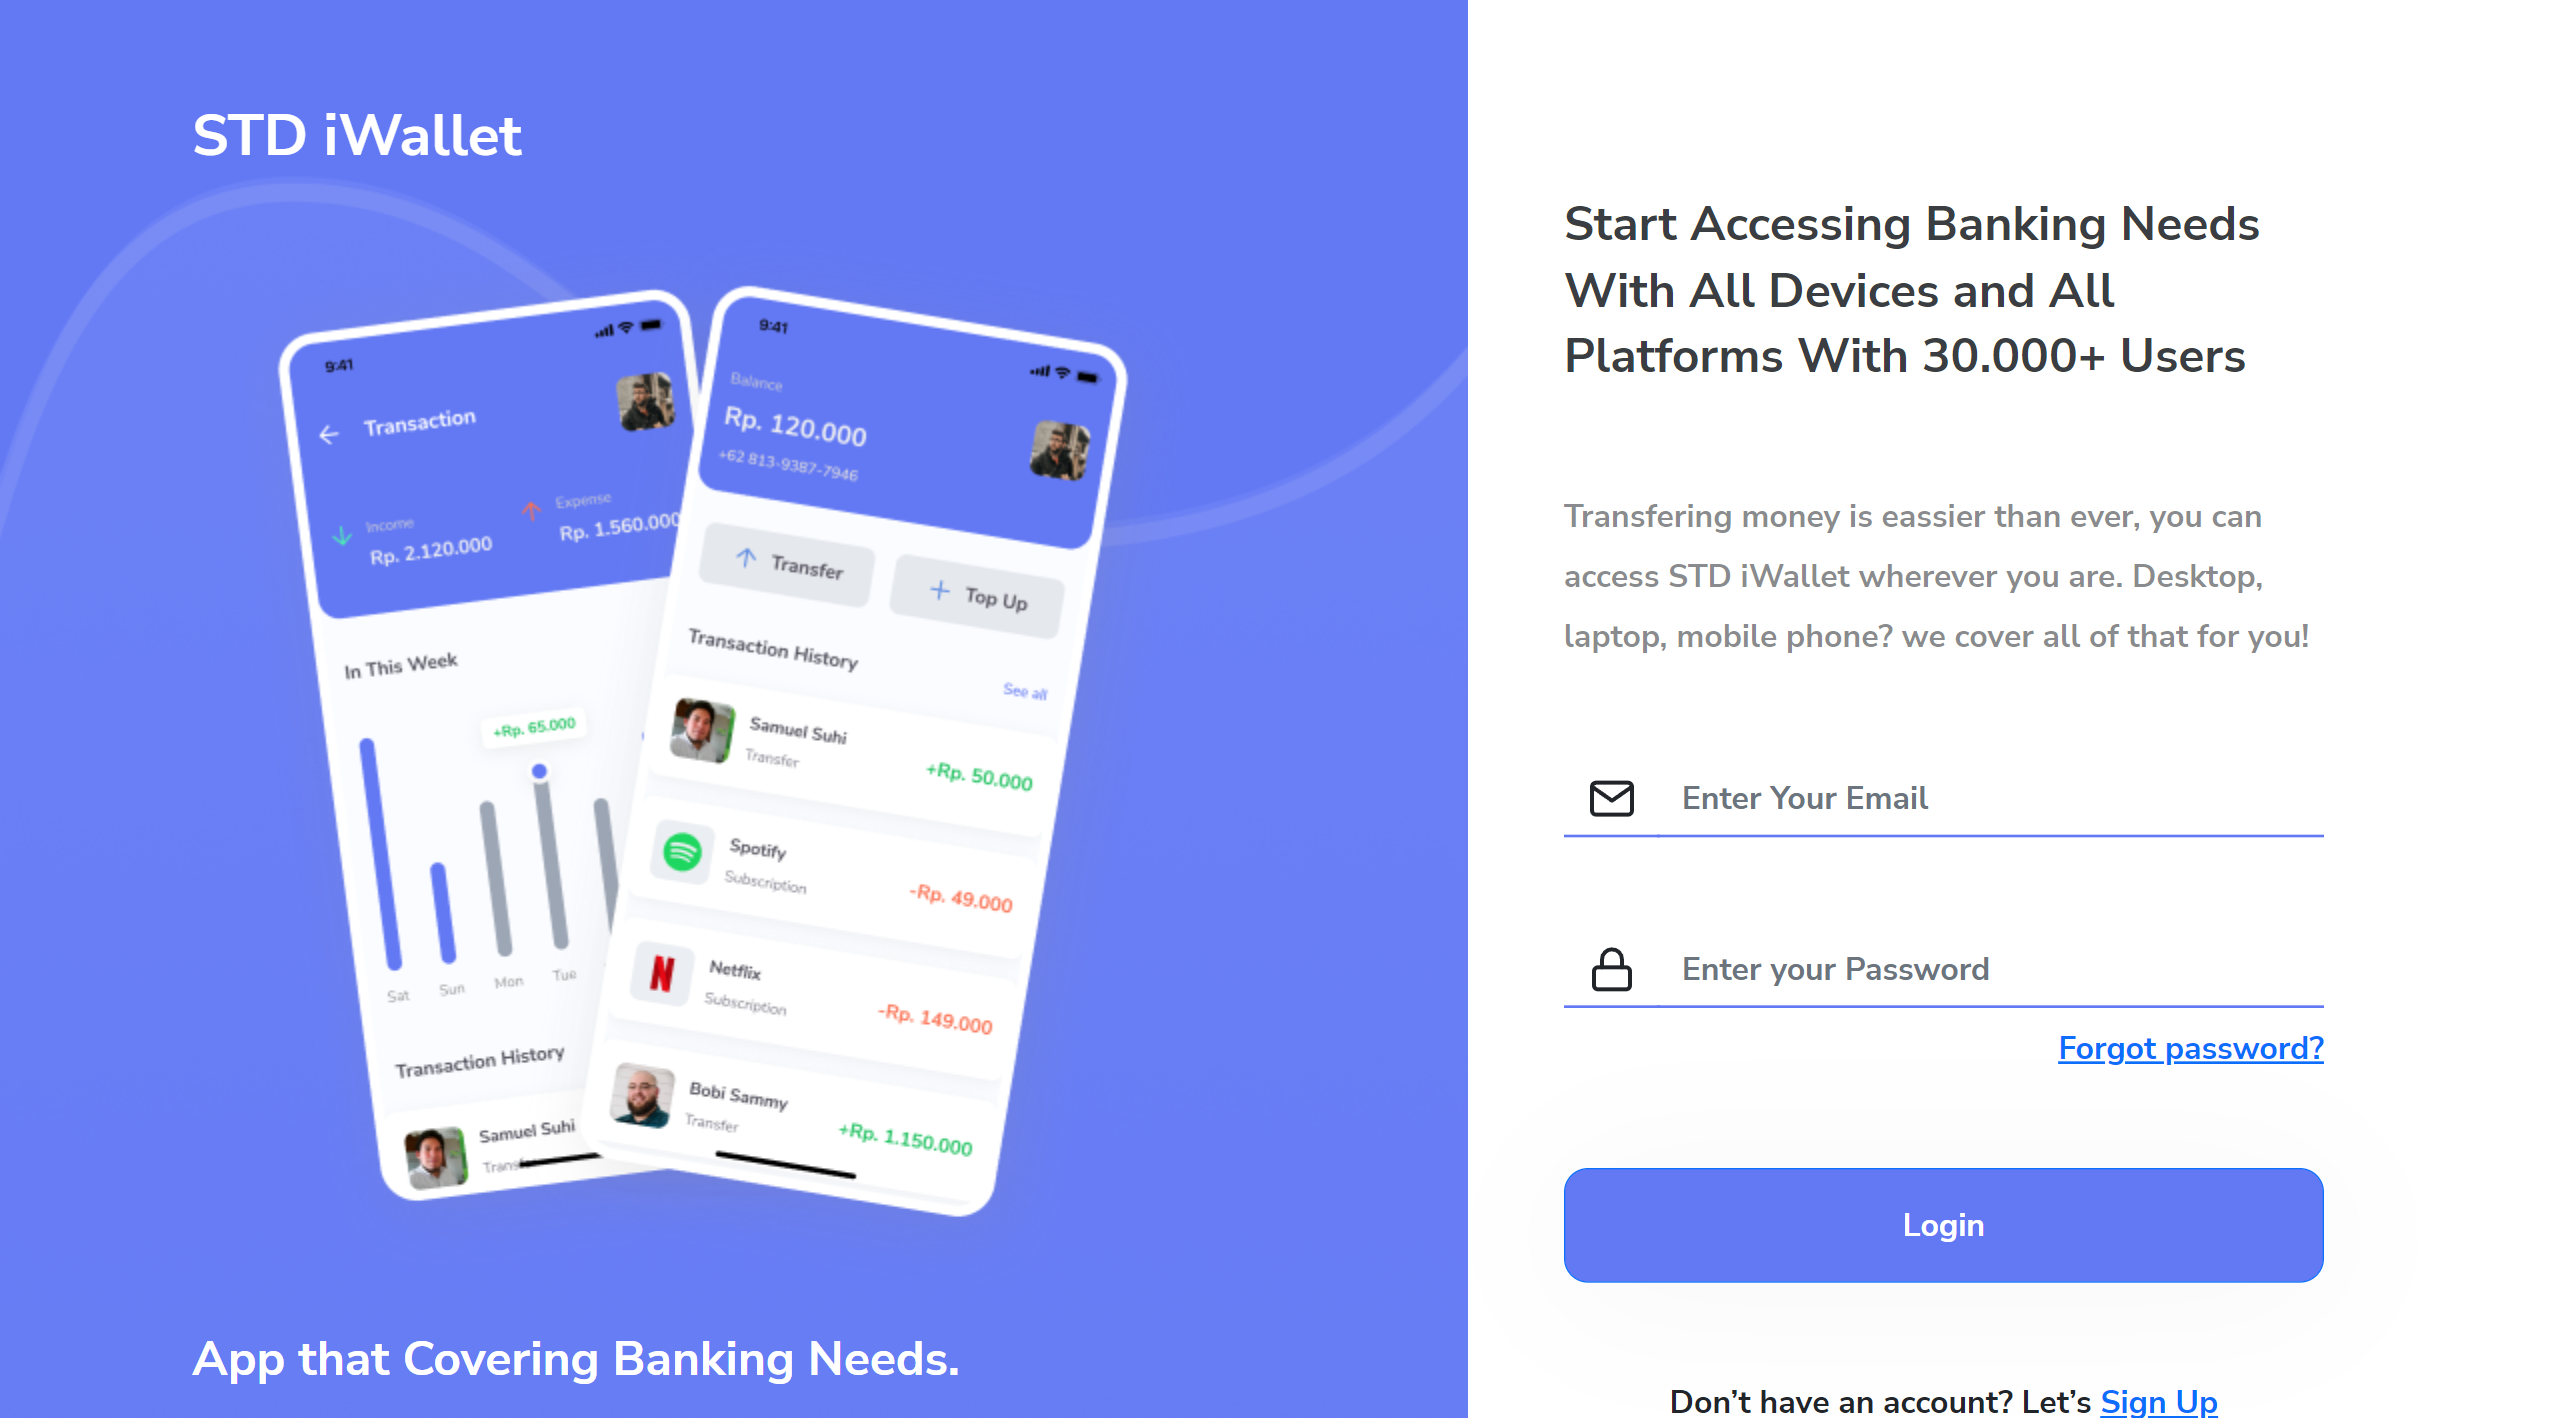 STD iWallet
9:41
Transaction
Income
Rp. 2.120.000
Expense
Rp. 1.560.000
In This Week
+Rp. 65.000
Sat
Sun
Mon
Tue
Transaction History
Samuel Suhi
9:41
Balance
Rp. 120.000
+62 813-9387-7946
Transfer
Top Up
Transaction History
See all
Samuel Suhi
Transfer
+Rp. 50.000
Spotify
Subscription
-Rp. 49.000
Netflix
Subscription
-Rp. 149.000
Bobi Sammy
Transfer
+Rp. 1.150.000
App that Covering Banking Needs.
Start Accessing Banking Needs
With All Devices and All
Platforms With 30.000+ Users
Transfering money is eassier than ever, you can
access STD iWallet wherever you are. Desktop,
laptop, mobile phone? we cover all of that for you!
Enter Your Email
Enter your Password
Forgot password?
Login
Don’t have an account? Let’s Sign Up